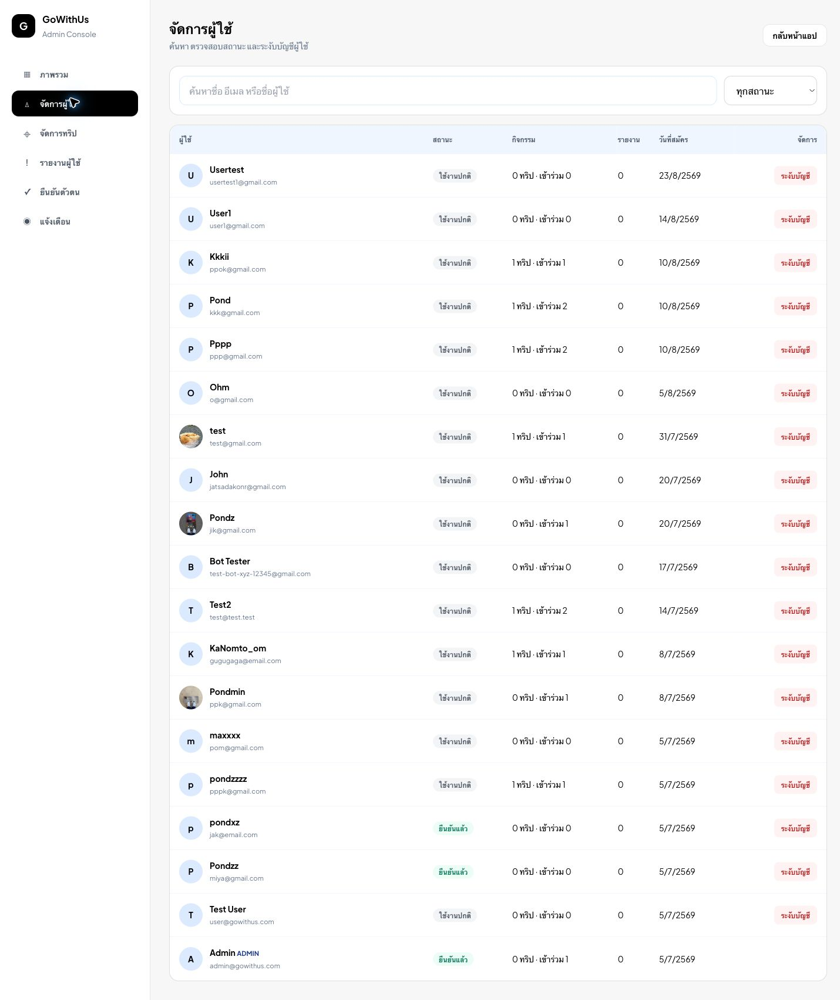 G
GoWithUs
Admin Console
ภาพรวม
จัดการผู้ใช้
จัดการทริป
! รายงานผู้ใช้
✓ ยืนยันตัวตน
แจ้งเตือน
จัดการผู้ใช้
ค้นหา ตรวจสอบสถานะ และระงับบัญชีผู้ใช้
กลับหน้าแอป
ค้นหาชื่อ อีเมล หรือชื่อผู้ใช้
ทุกสถานะ
ผู้ใช้ สถานะ กิจกรรม รายงาน วันที่สมัคร จัดการ
U Usertest ใช้งานปกติ 0 ทริป · เข้าร่วม 0 0 23/8/2569 ระงับบัญชี
usertest1@gmail.com
U User1 ใช้งานปกติ 0 ทริป · เข้าร่วม 0 0 14/8/2569 ระงับบัญชี
user1@gmail.com
K Kkkii ใช้งานปกติ 1 ทริป · เข้าร่วม 1 0 10/8/2569 ระงับบัญชี
ppok@gmail.com
P Pond ใช้งานปกติ 1 ทริป · เข้าร่วม 2 0 10/8/2569 ระงับบัญชี
kkk@gmail.com
P Pppp ใช้งานปกติ 1 ทริป · เข้าร่วม 2 0 10/8/2569 ระงับบัญชี
ppp@gmail.com
O Ohm ใช้งานปกติ 0 ทริป · เข้าร่วม 0 0 5/8/2569 ระงับบัญชี
o@gmail.com
test ใช้งานปกติ 1 ทริป · เข้าร่วม 1 0 31/7/2569 ระงับบัญชี
test@gmail.com
J John ใช้งานปกติ 0 ทริป · เข้าร่วม 0 0 20/7/2569 ระงับบัญชี
jatsadakonr@gmail.com
Pondz ใช้งานปกติ 0 ทริป · เข้าร่วม 1 0 20/7/2569 ระงับบัญชี
jik@gmail.com
B Bot Tester ใช้งานปกติ 0 ทริป · เข้าร่วม 0 0 17/7/2569 ระงับบัญชี
test-bot-xyz-12345@gmail.com
T Test2 ใช้งานปกติ 1 ทริป · เข้าร่วม 2 0 14/7/2569 ระงับบัญชี
test@test.test
K KaNomto_om ใช้งานปกติ 1 ทริป · เข้าร่วม 1 0 8/7/2569 ระงับบัญชี
gugugaga@email.com
Pondmin ใช้งานปกติ 0 ทริป · เข้าร่วม 1 0 8/7/2569 ระงับบัญชี
ppk@gmail.com
m maxxxx ใช้งานปกติ 0 ทริป · เข้าร่วม 0 0 5/7/2569 ระงับบัญชี
pom@gmail.com
p pondzzzz ใช้งานปกติ 1 ทริป · เข้าร่วม 1 0 5/7/2569 ระงับบัญชี
pppk@gmail.com
p pondxz ยืนยันแล้ว 0 ทริป · เข้าร่วม 0 0 5/7/2569 ระงับบัญชี
jak@email.com
P Pondzz ยืนยันแล้ว 0 ทริป · เข้าร่วม 0 0 5/7/2569 ระงับบัญชี
miya@gmail.com
T Test User ใช้งานปกติ 0 ทริป · เข้าร่วม 0 0 5/7/2569 ระงับบัญชี
user@gowithus.com
A Admin ADMIN ยืนยันแล้ว 0 ทริป · เข้าร่วม 1 0 5/7/2569
admin@gowithus.com